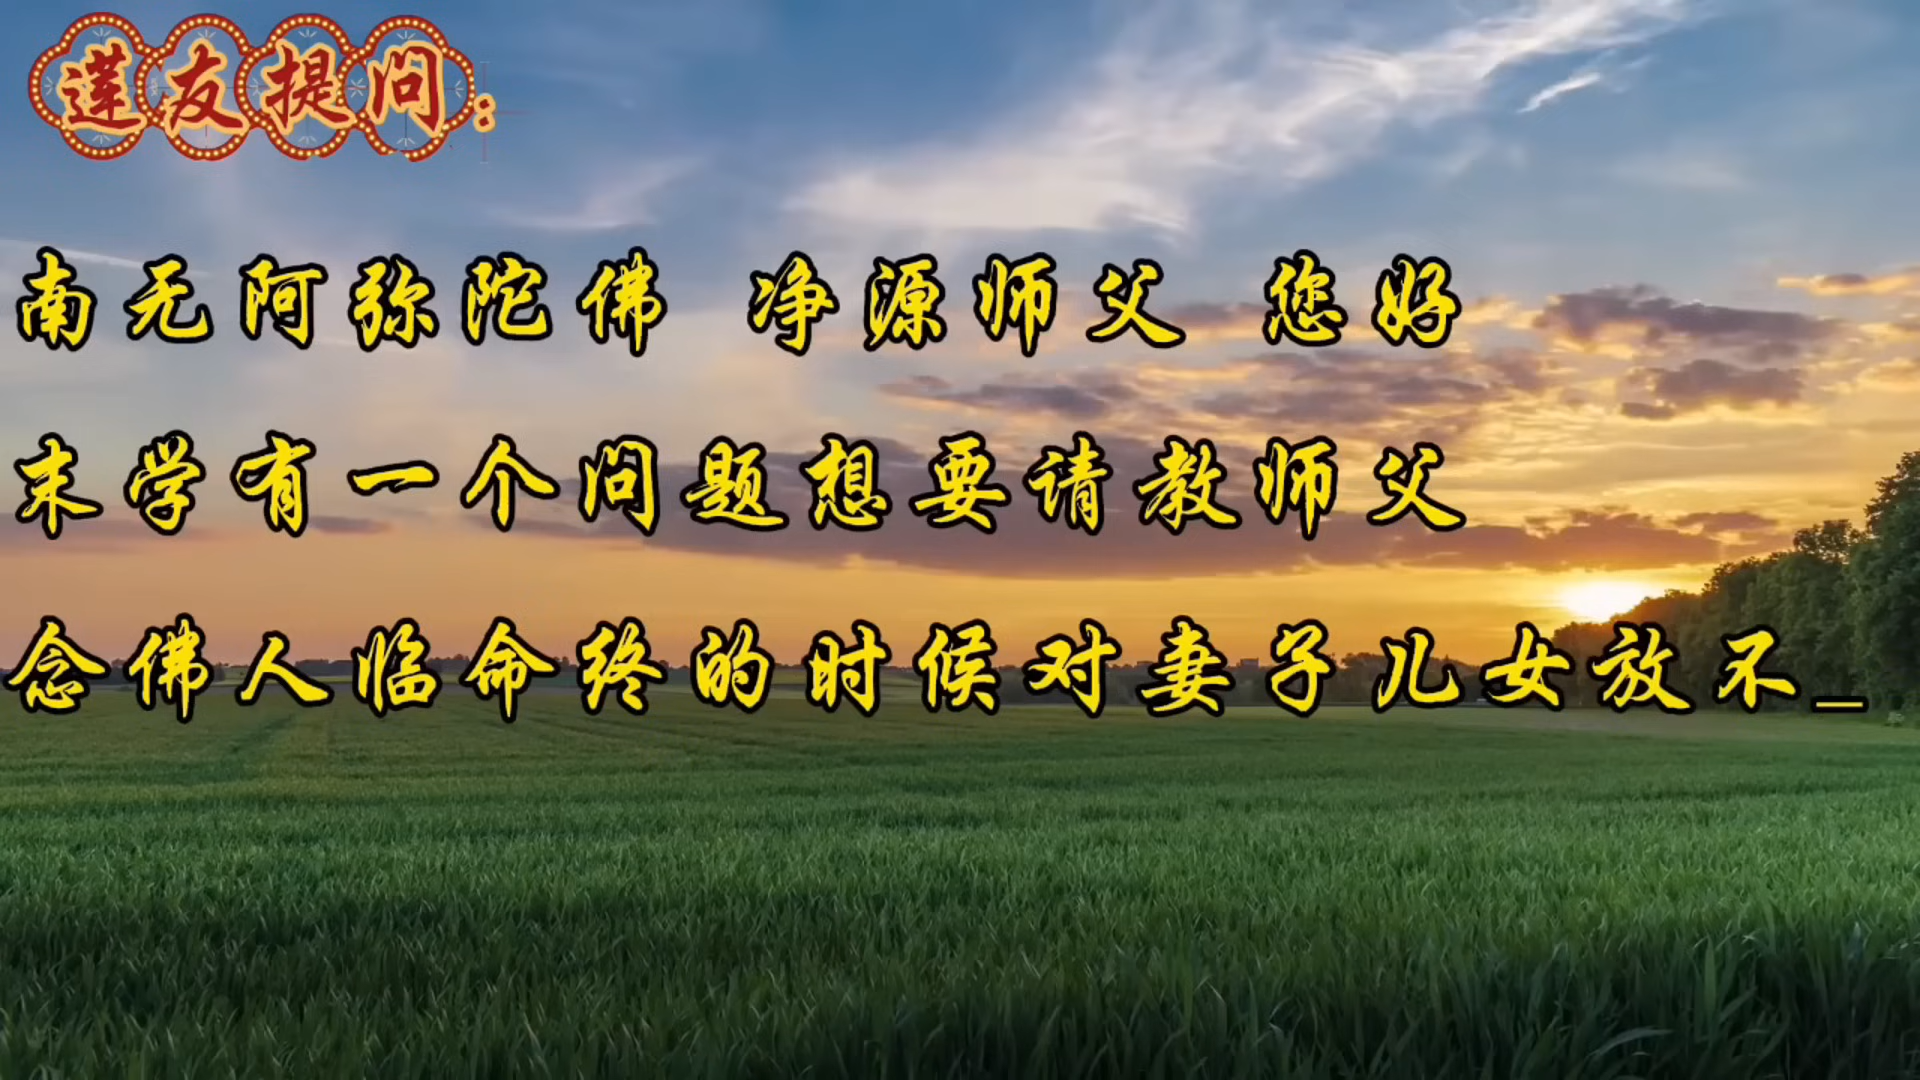 莲友提问：
南无阿弥陀佛 净源师父 您好
末学有一个问题想要请教师父
念佛人临命终的时候对妻子儿女放不_